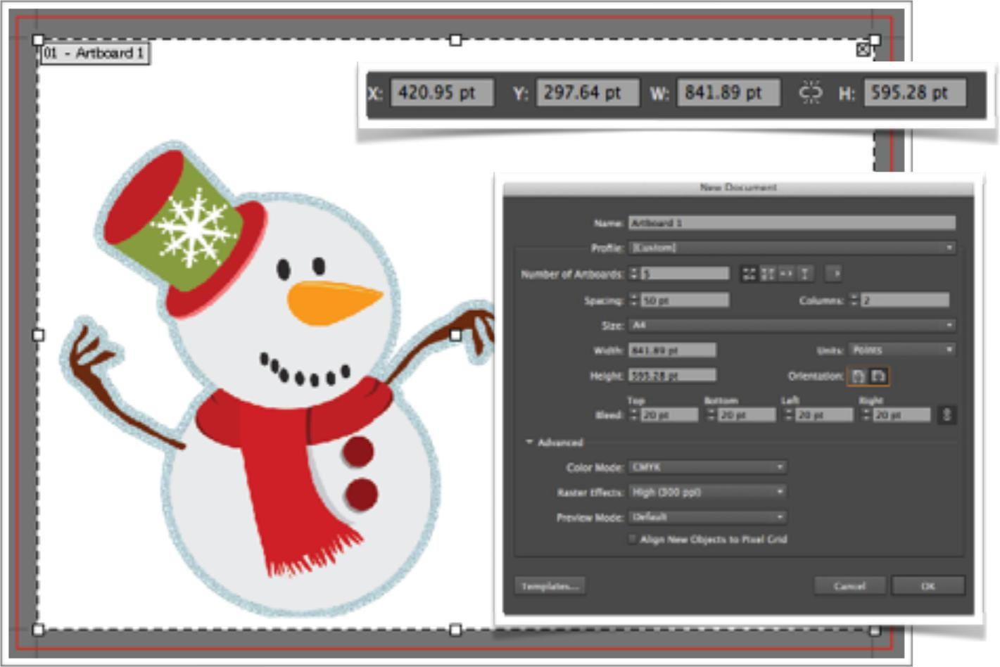 01 - Artboard 1
X: 420.95 pt Y: 297.64 pt W: 841.89 pt H: 595.28 pt
New Document
Name: Artboard 1
Profile: [Custom]
Number of Artboards:
Spacing: 50 pt Columns: 2
Size: A4
Width: 841.89 pt Units: Points
Height: 595.28 pt Orientation:
Top Bottom Left Right
Bleed: 20 pt 20 pt 20 pt 20 pt
Advanced
Color Mode: CMYK
Raster Effects: High (300 ppi)
Preview Mode: Default
Align New Objects to Pixel Grid
Templates... Cancel OK